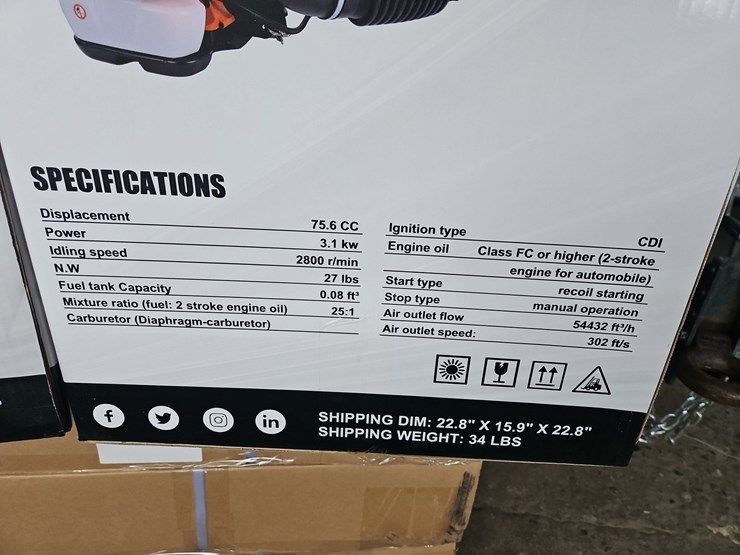 SPECIFICATIONS
Displacement 75.6 CC
Power 3.1 kw
Idling speed 2800 r/min
N.W 27 lbs
Fuel tank Capacity 0.08 ft³
Mixture ratio (fuel: 2 stroke engine oil) 25:1
Carburetor (Diaphragm-carburetor)
Ignition type CDI
Engine oil Class FC or higher (2-stroke
engine for automobile)
Start type recoil starting
Stop type manual operation
Air outlet flow 54432 ft³/h
Air outlet speed: 302 ft/s
SHIPPING DIM: 22.8" X 15.9" X 22.8"
SHIPPING WEIGHT: 34 LBS